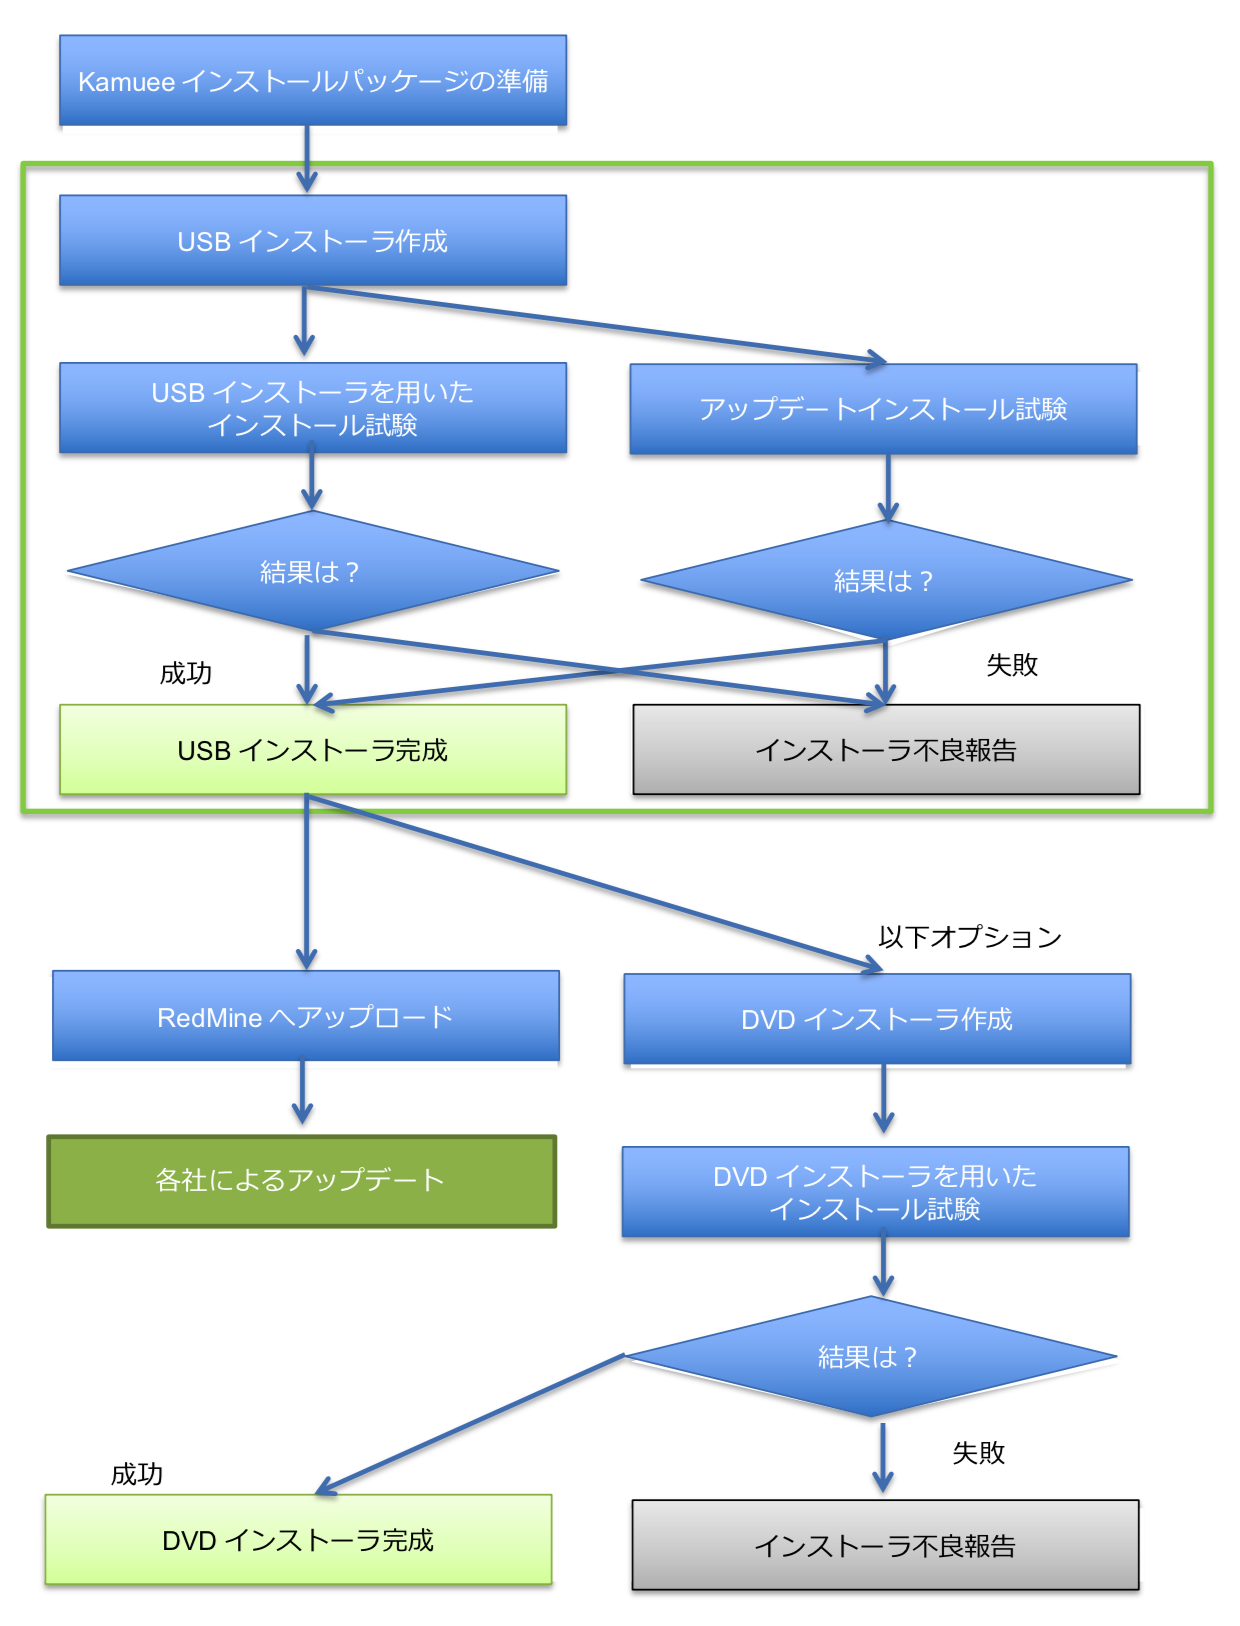 Kamuee インストールパッケージの準備
USB インストーラ作成
USB インストーラを用いた
インストール試験
アップデートインストール試験
結果は？
結果は？
成功
失敗
USB インストーラ完成
インストーラ不良報告
以下オプション
RedMine へアップロード
DVD インストーラ作成
各社によるアップデート
DVD インストーラを用いた
インストール試験
結果は？
成功
失敗
DVD インストーラ完成
インストーラ不良報告